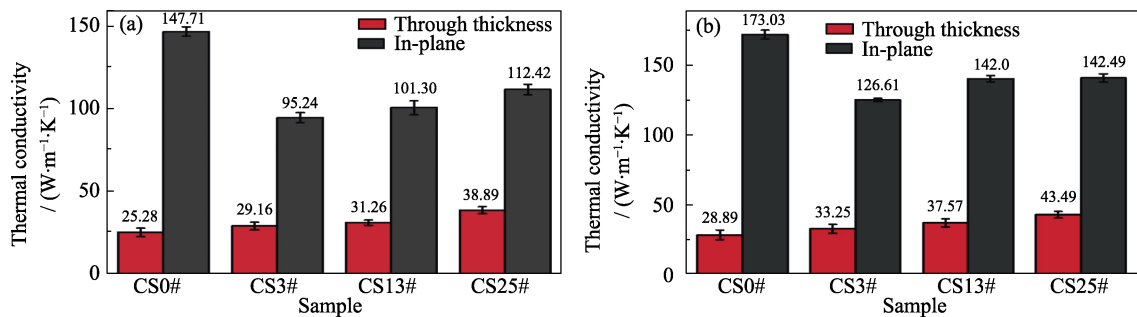 (a)
Through thickness
In-plane
147.71
95.24
101.30
112.42
25.28
29.16
31.26
38.89
150
100
50
0
Thermal conductivity
/ (W·m⁻¹·K⁻¹)
CS0# CS3# CS13# CS25#
Sample
(b)
Through thickness
In-plane
173.03
126.61
142.0
142.49
28.89
33.25
37.57
43.49
150
100
50
0
Thermal conductivity
/ (W·m⁻¹·K⁻¹)
CS0# CS3# CS13# CS25#
Sample